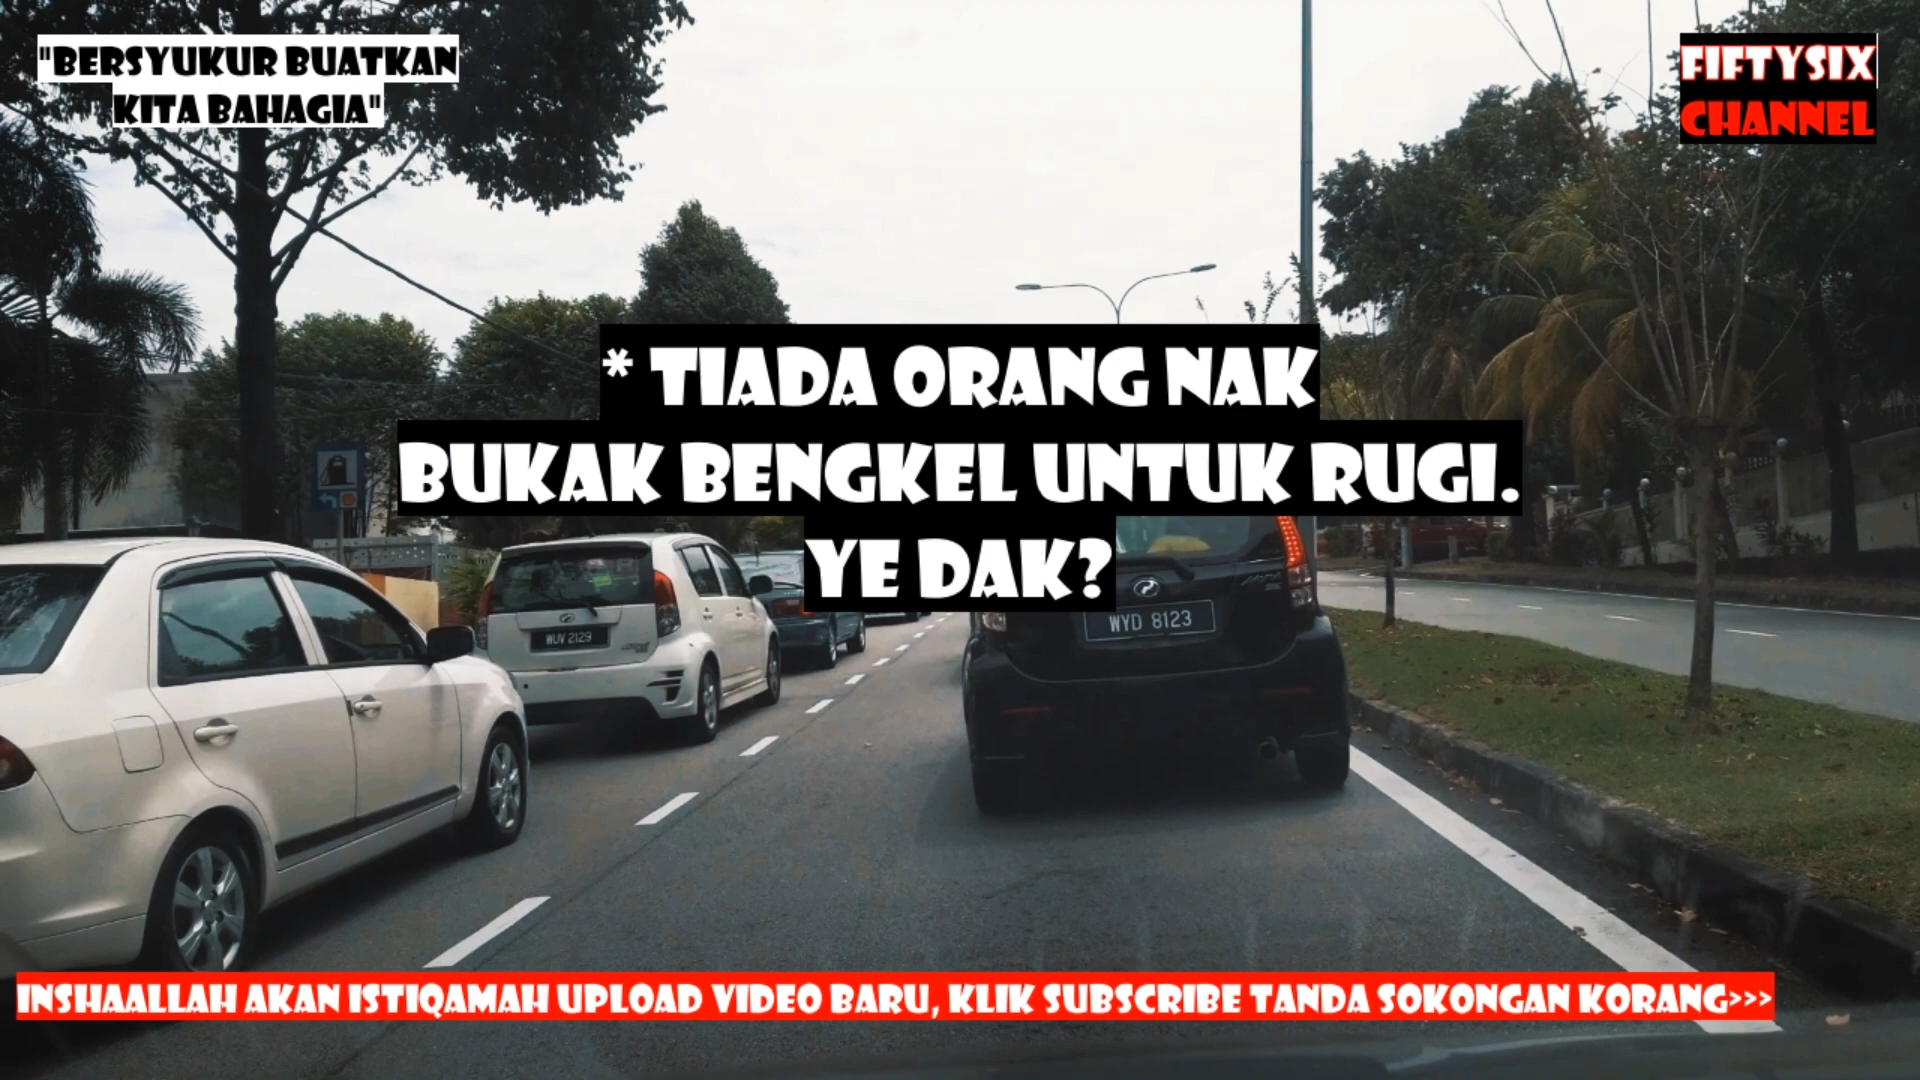 "BERSYUKUR BUATKAN
KITA BAHAGIA"
FIFTYSIX
CHANNEL
* TIADA ORANG NAK
BUKAK BENGKEL UNTUK RUGI.
YE DAK?
WUV 2129
WYD 8123
INSHAALLAH AKAN ISTIQAMAH UPLOAD VIDEO BARU, KLIK SUBSCRIBE TANDA SOKONGAN KORANG>>>